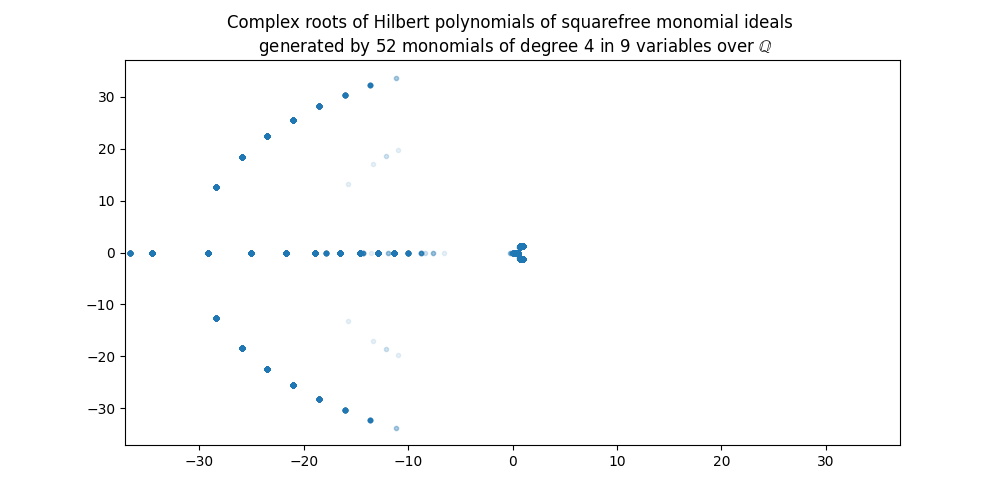 Complex roots of Hilbert polynomials of squarefree monomial ideals
generated by 52 monomials of degree 4 in 9 variables over ℚ
30
20
10
0
−10
−20
−30
−30 −20 −10 0 10 20 30